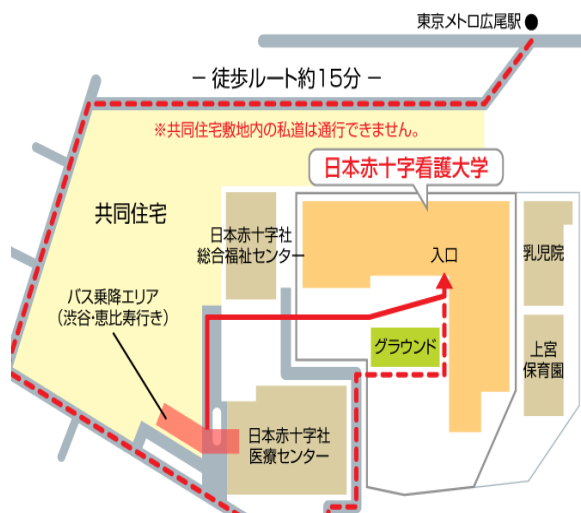 東京メトロ広尾駅
− 徒歩ルート約15分 −
※共同住宅敷地内の私道は通行できません。
日本赤十字看護大学
共同住宅
日本赤十字社
総合福祉センター
入口
乳児院
バス乗降エリア
(渋谷・恵比寿行き)
グラウンド
上宮
保育園
日本赤十字社
医療センター